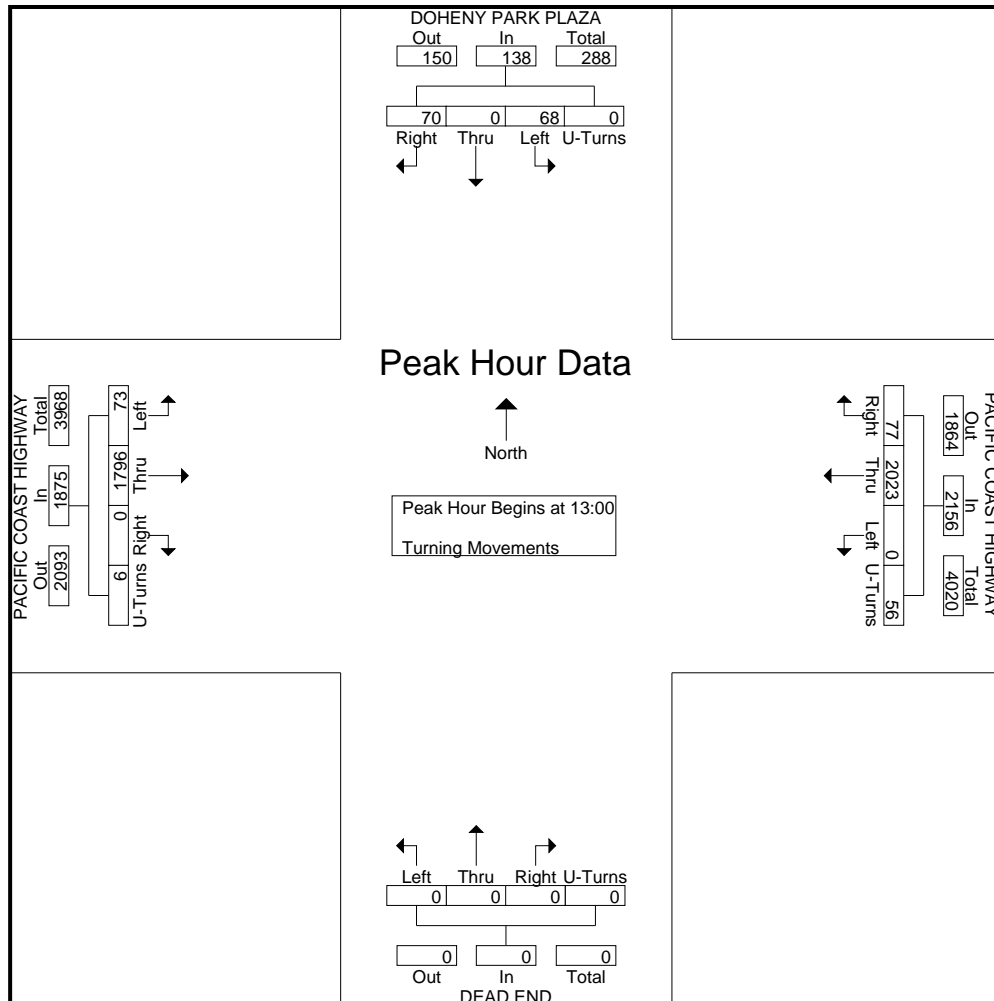 DOHENY PARK PLAZA
Out In Total
150 138 288
70 0 68 0
Right Thru Left U-Turns
Peak Hour Data
North
Peak Hour Begins at 13:00
Turning Movements
PACIFIC COAST HIGHWAY
Out In Total
2093 1875 3968
6 0 1796 73
U-Turns Right Thru Left
PACIFIC COAST HIGHWAY
Out In Total
1864 2156 4020
77 2023 0 56
Right Thru Left U-Turns
Left Thru Right U-Turns
0 0 0 0
0 0 0
Out In Total
DEAD END